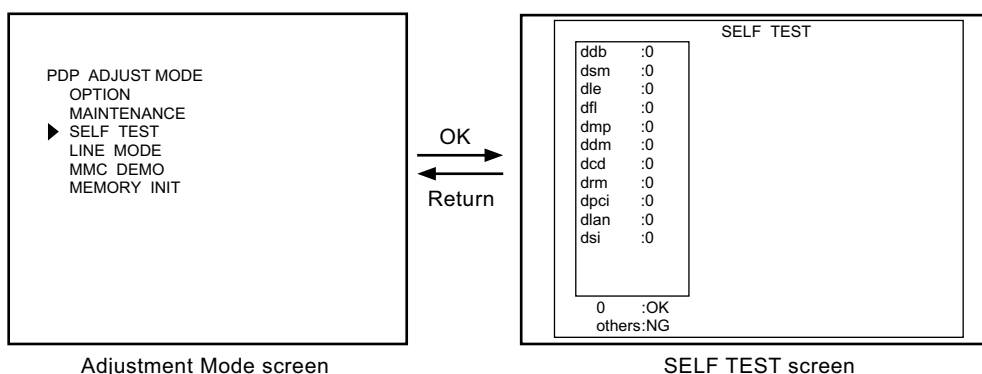 PDP ADJUST MODE
OPTION
MAINTENANCE
SELF TEST
LINE MODE
MMC DEMO
MEMORY INIT
Adjustment Mode screen
OK
Return
SELF TEST
ddb :0
dsm :0
dle :0
dfl :0
dmp :0
ddm :0
dcd :0
drm :0
dpci :0
dlan :0
dsi :0
0 :OK
others:NG
SELF TEST screen